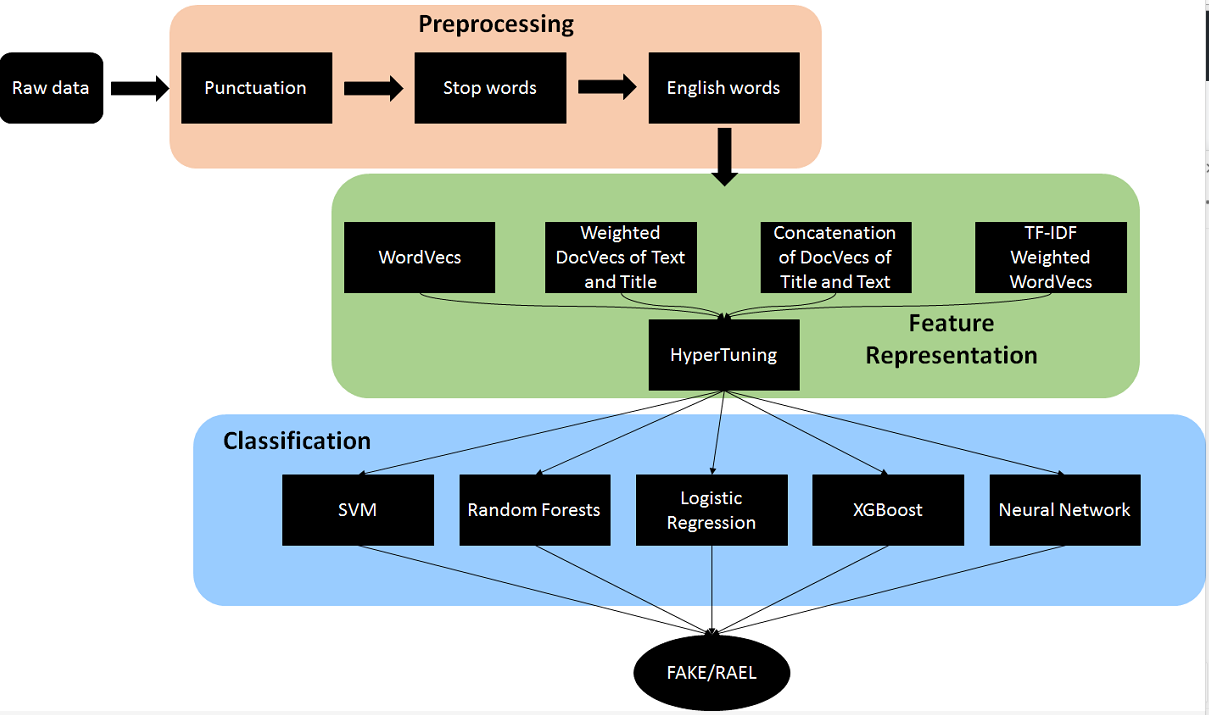 Preprocessing
Raw data
Punctuation
Stop words
English words
WordVecs
Weighted
DocVecs of Text
and Title
Concatenation
of DocVecs of
Title and Text
TF-IDF
Weighted
WordVecs
HyperTuning
Feature
Representation
Classification
SVM
Random Forests
Logistic
Regression
XGBoost
Neural Network
FAKE/RAEL